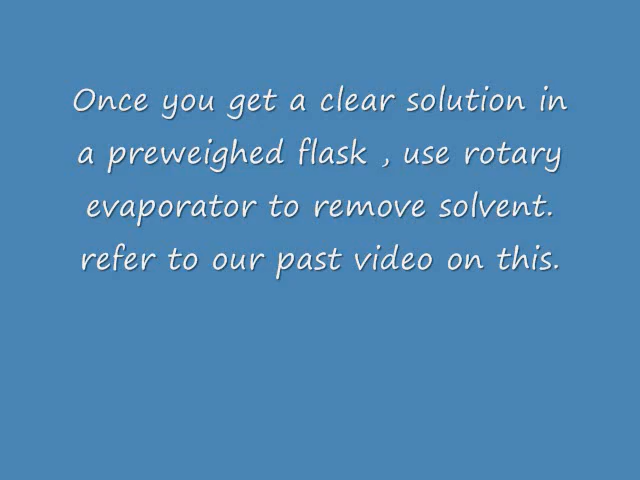 Once you get a clear solution in
a preweighed flask , use rotary
evaporator to remove solvent.
refer to our past video on this.